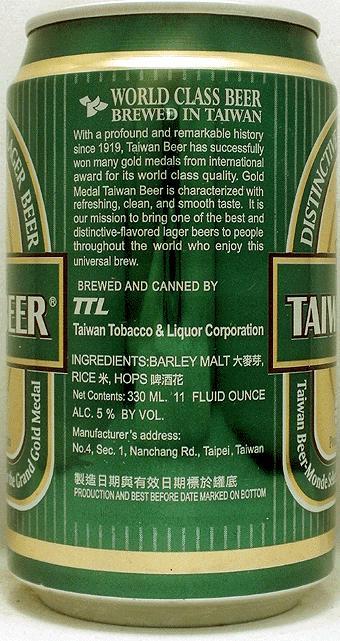 WORLD CLASS BEER
BREWED IN TAIWAN
With a profound and remarkable history
since 1919, Taiwan Beer has successfully
won many gold medals from international
award for its world class quality. Gold
Medal Taiwan Beer is characterized with
refreshing, clean, and smooth taste. It is
our mission to bring one of the best and
distinctive-flavored lager beers to people
throughout the world who enjoy this
universal brew.
BREWED AND CANNED BY
TTL
Taiwan Tobacco & Liquor Corporation
INGREDIENTS:BARLEY MALT 大麥芽,
RICE 米, HOPS 啤酒花
Net Contents: 330 ML. 11 FLUID OUNCE
ALC. 5 % BY VOL.
Manufacturer's address:
No.4, Sec. 1, Nanchang Rd., Taipei, Taiwan
製造日期與有效日期標於罐底
PRODUCTION AND BEST BEFORE DATE MARKED ON BOTTOM
LAGER BEER
EER®
the Grand Gold Medal
DISTINCTIV
TAIW
Taiwan Beer-Monde Sele